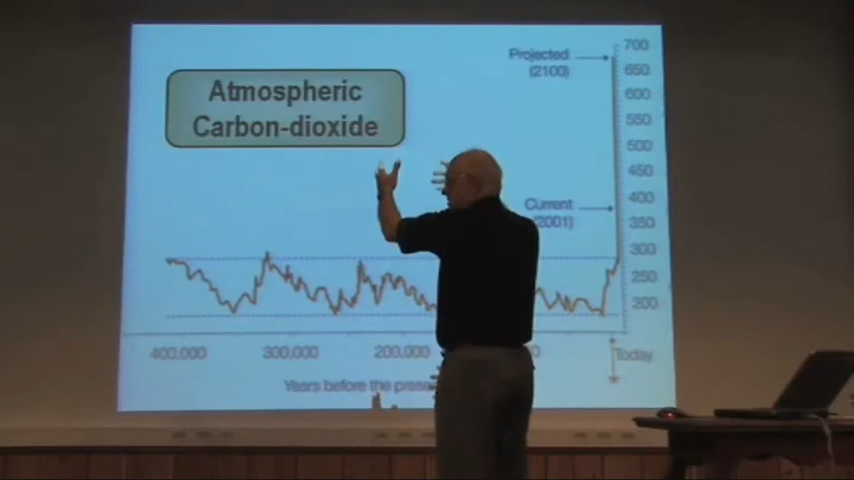 Atmospheric
Carbon-dioxide
Projected
(2100)
Current
(2001)
700
650
600
550
500
450
400
350
300
250
200
400,000
300,000
200,000
Today
Years before the